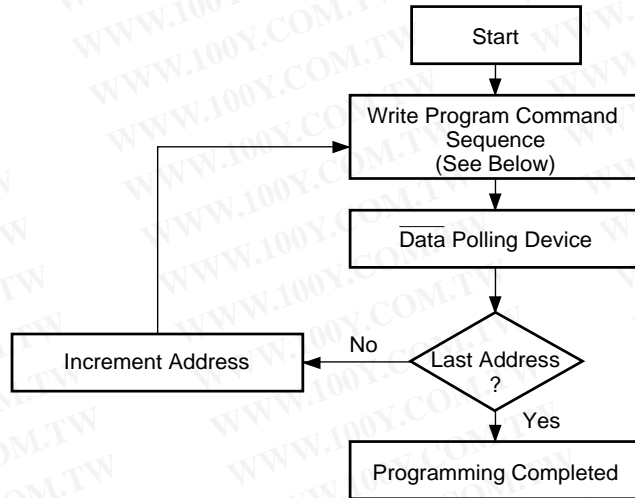 Start
Write Program Command
Sequence
(See Below)
D̅a̅t̅a̅ Polling Device
No
Increment Address
Last Address
?
Yes
Programming Completed
WWW.100Y.COM.TW